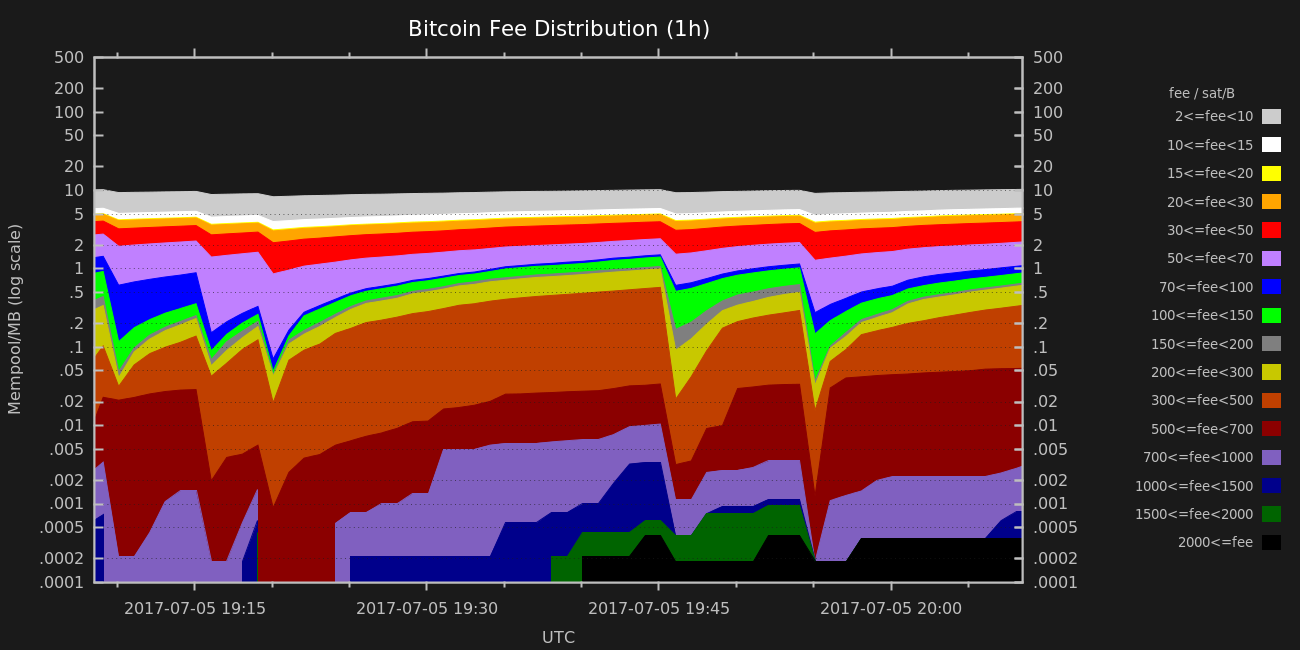 Bitcoin Fee Distribution (1h)
Mempool/MB (log scale)
500
200
100
50
20
10
5
2
1
.5
.2
.1
.05
.02
.01
.005
.002
.001
.0005
.0002
.0001
500
200
100
50
20
10
5
2
1
.5
.2
.1
.05
.02
.01
.005
.002
.001
.0005
.0002
.0001
2017-07-05 19:15 2017-07-05 19:30 2017-07-05 19:45 2017-07-05 20:00
UTC
fee / sat/B
2<=fee<10
10<=fee<15
15<=fee<20
20<=fee<30
30<=fee<50
50<=fee<70
70<=fee<100
100<=fee<150
150<=fee<200
200<=fee<300
300<=fee<500
500<=fee<700
700<=fee<1000
1000<=fee<1500
1500<=fee<2000
2000<=fee